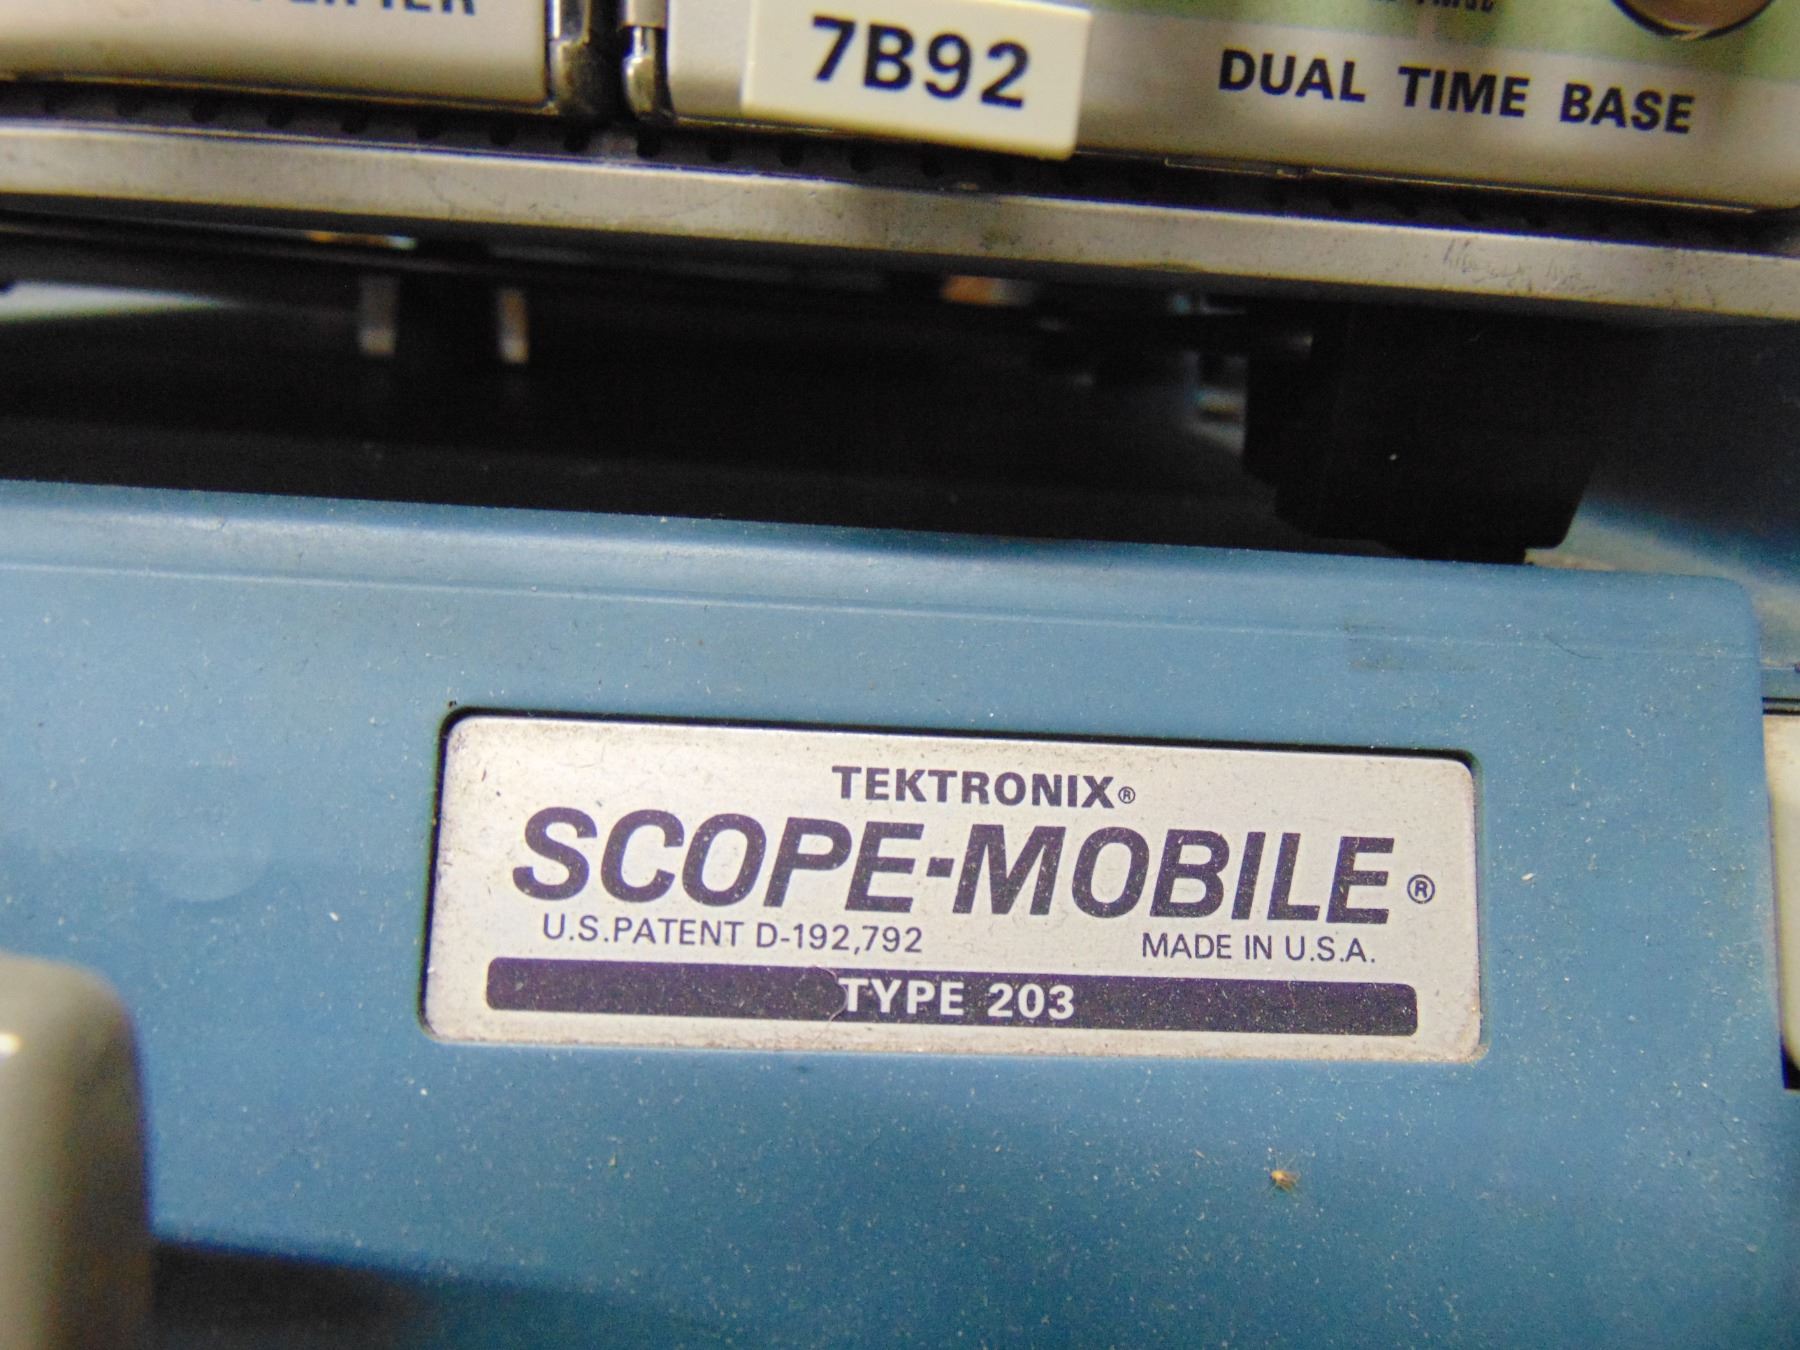 7B92
DUAL TIME BASE
TEKTRONIX®
SCOPE-MOBILE®
U.S.PATENT D-192,792 MADE IN U.S.A.
TYPE 203